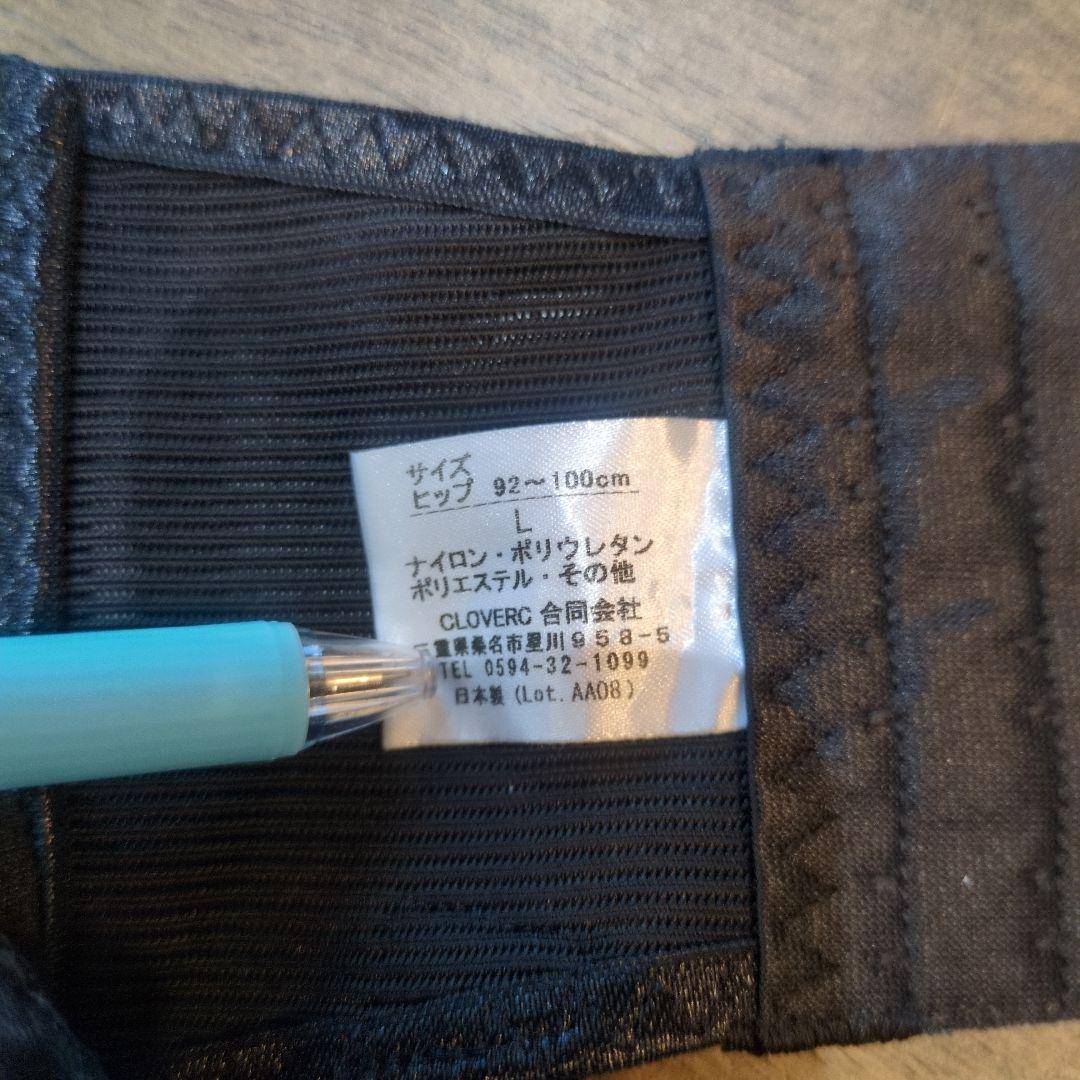 サイズ
ヒップ 92～100cm
L
ナイロン・ポリウレタン
ポリエステル・その他
CLOVERC 合同会社
三重県桑名市星川958-5
TEL 0594-32-1099
日本製 (Lot.AA08)